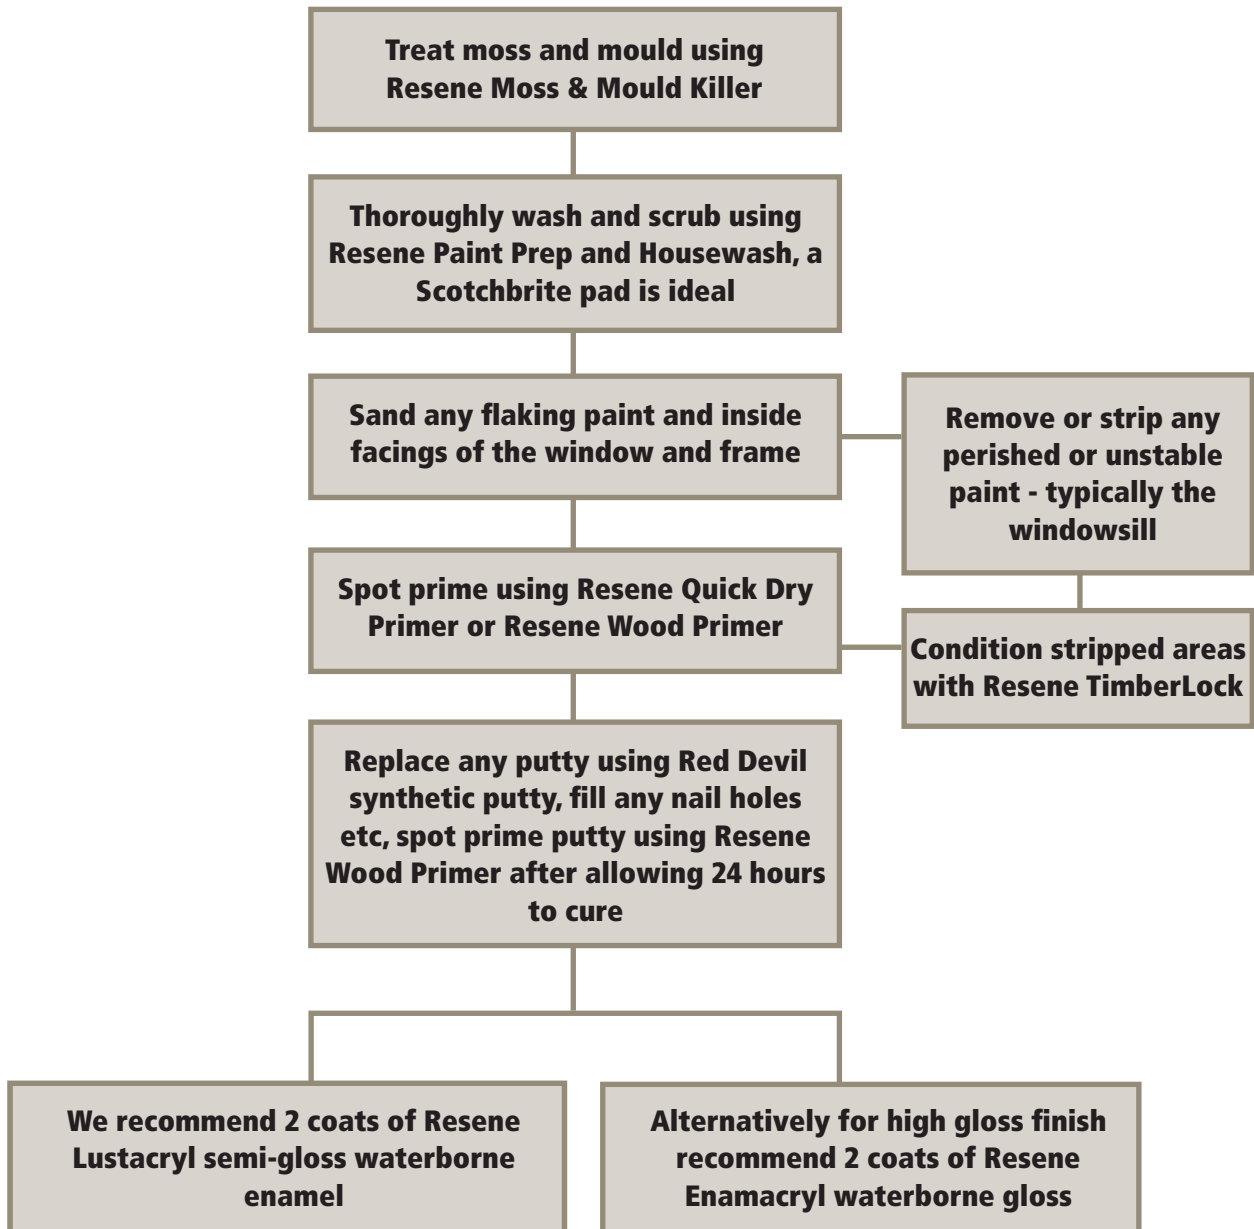 Treat moss and mould using
Resene Moss & Mould Killer
Thoroughly wash and scrub using
Resene Paint Prep and Housewash, a
Scotchbrite pad is ideal
Sand any flaking paint and inside
facings of the window and frame
Remove or strip any
perished or unstable
paint - typically the
windowsill
Spot prime using Resene Quick Dry
Primer or Resene Wood Primer
Condition stripped areas
with Resene TimberLock
Replace any putty using Red Devil
synthetic putty, fill any nail holes
etc, spot prime putty using Resene
Wood Primer after allowing 24 hours
to cure
We recommend 2 coats of Resene
Lustacryl semi-gloss waterborne
enamel
Alternatively for high gloss finish
recommend 2 coats of Resene
Enamacryl waterborne gloss